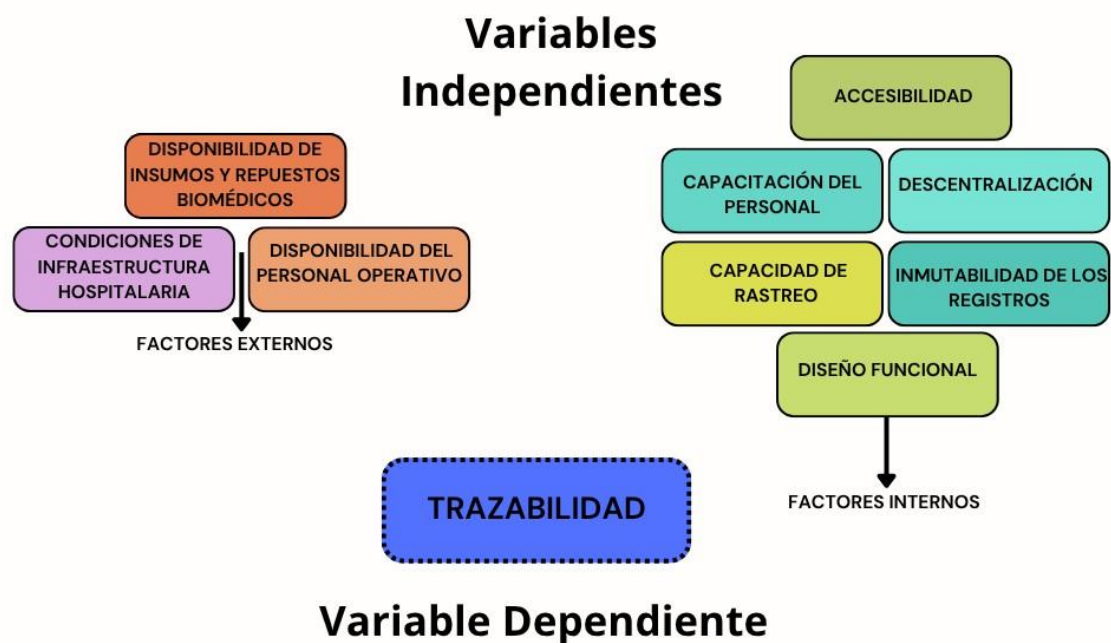 Variables
Independientes
DISPONIBILIDAD DE
INSUMOS Y REPUESTOS
BIOMÉDICOS
CONDICIONES DE
INFRAESTRUCTURA
HOSPITALARIA
DISPONIBILIDAD DEL
PERSONAL OPERATIVO
FACTORES EXTERNOS
ACCESIBILIDAD
CAPACITACIÓN DEL
PERSONAL
DESCENTRALIZACIÓN
CAPACIDAD DE
RASTREO
INMUTABILIDAD DE LOS
REGISTROS
DISEÑO FUNCIONAL
FACTORES INTERNOS
TRAZABILIDAD
Variable Dependiente